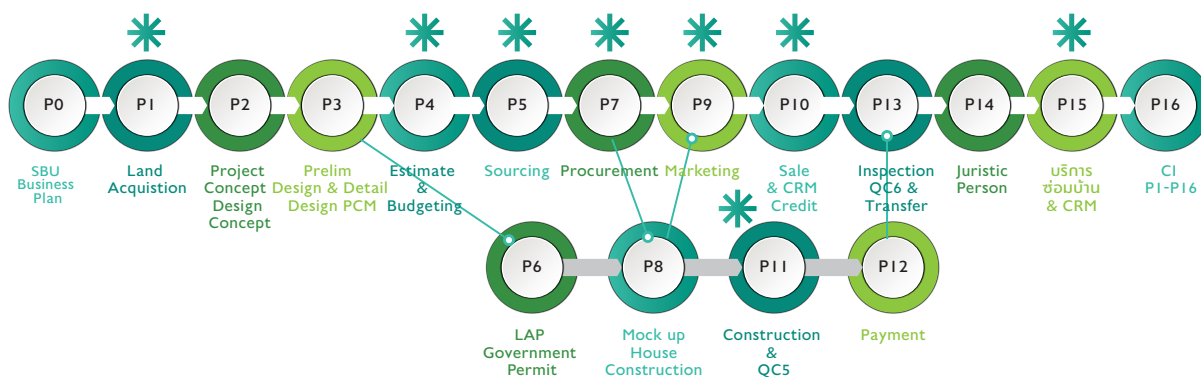 P0
P1
P2
P3
P4
P5
P7
P9
P10
P13
P14
P15
P16
SBU
Business
Plan
Land
Acquistion
Project
Concept
Design
Concept
Prelim
Design & Detail
Design PCM
Estimate
&
Budgeting
Sourcing
Procurement
Marketing
Sale
& CRM
Credit
Inspection
QC6 &
Transfer
Juristic
Person
บริการ
ซ่อมบ้าน
& CRM
CI
P1-P16
P6
P8
P11
P12
LAP
Government
Permit
Mock up
House
Construction
Construction
&
QC5
Payment